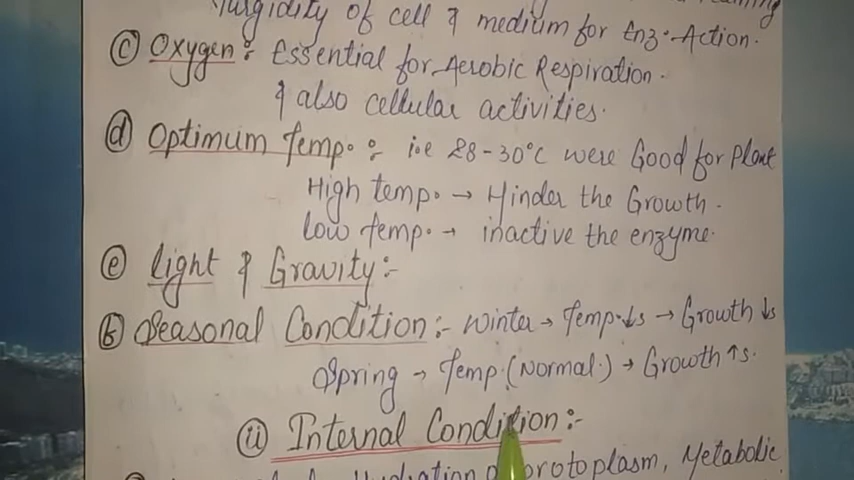 Turgidity of cell & medium for Enz. Action.
(c) Oxygen : Essential for Aerobic Respiration.
& also cellular activities.
(d) Optimum Temp. : i.e 28-30°C were Good for Plant
High temp. → Hinder the Growth.
Low temp. → inactive the enzyme.
(e) Light & Gravity:-
(b) Seasonal Condition:- Winter → Temp.↓s → Growth ↓s
Spring → Temp.(Normal.) → Growth ↑s.
(ii) Internal Condition:-
Hydration protoplasm, Metabolic